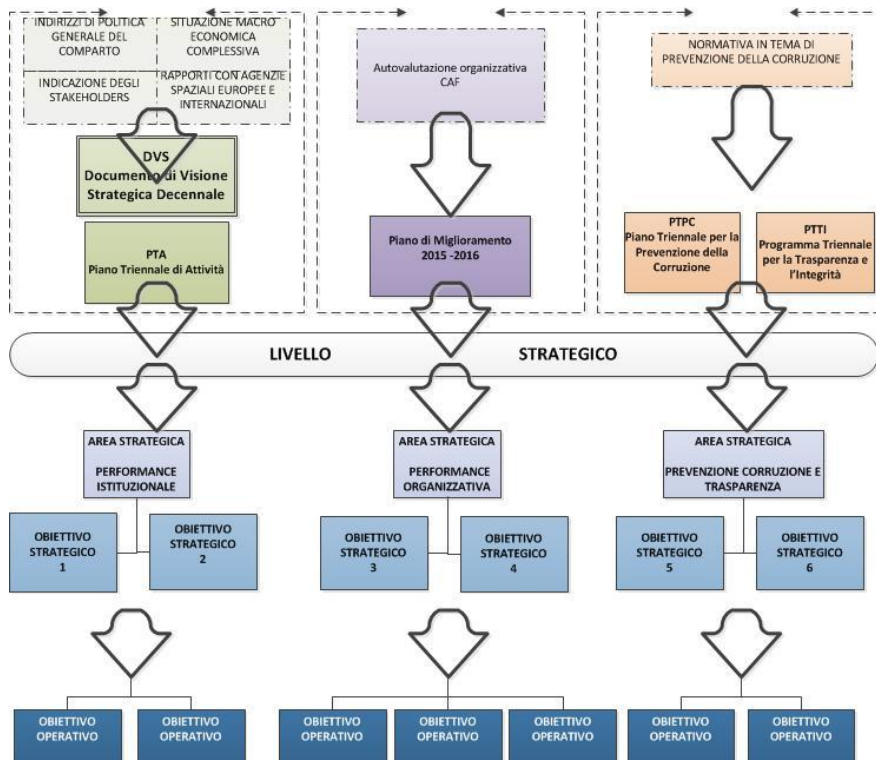 INDIRIZZI DI POLITICA
GENERALE DEL
COMPARTO
SITUAZIONE MACRO
ECONOMICA
COMPLESSIVA
INDICAZIONE DEGLI
STAKEHOLDERS
RAPPORTI CON AGENZIE
SPAZIALI EUROPEE E
INTERNAZIONALI
Autovalutazione organizzativa
CAF
NORMATIVA IN TEMA DI
PREVENZIONE DELLA CORRUZIONE
DVS
Documento di Visione
Strategica Decennale
PTA
Piano Triennale di Attività
Piano di Miglioramento
2015 -2016
PTPC
Piano Triennale per la
Prevenzione della
Corruzione
PTTI
Programma Triennale
per la Trasparenza e
l’Integrità
LIVELLO STRATEGICO
AREA STRATEGICA
PERFORMANCE
ISTITUZIONALE
AREA STRATEGICA
PERFORMANCE
ORGANIZZATIVA
AREA STRATEGICA
PREVENZIONE CORRUZIONE E
TRASPARENZA
OBIETTIVO
STRATEGICO
1
OBIETTIVO
STRATEGICO
2
OBIETTIVO
STRATEGICO
3
OBIETTIVO
STRATEGICO
4
OBIETTIVO
STRATEGICO
5
OBIETTIVO
STRATEGICO
6
OBIETTIVO
OPERATIVO
OBIETTIVO
OPERATIVO
OBIETTIVO
OPERATIVO
OBIETTIVO
OPERATIVO
OBIETTIVO
OPERATIVO
OBIETTIVO
OPERATIVO
OBIETTIVO
OPERATIVO